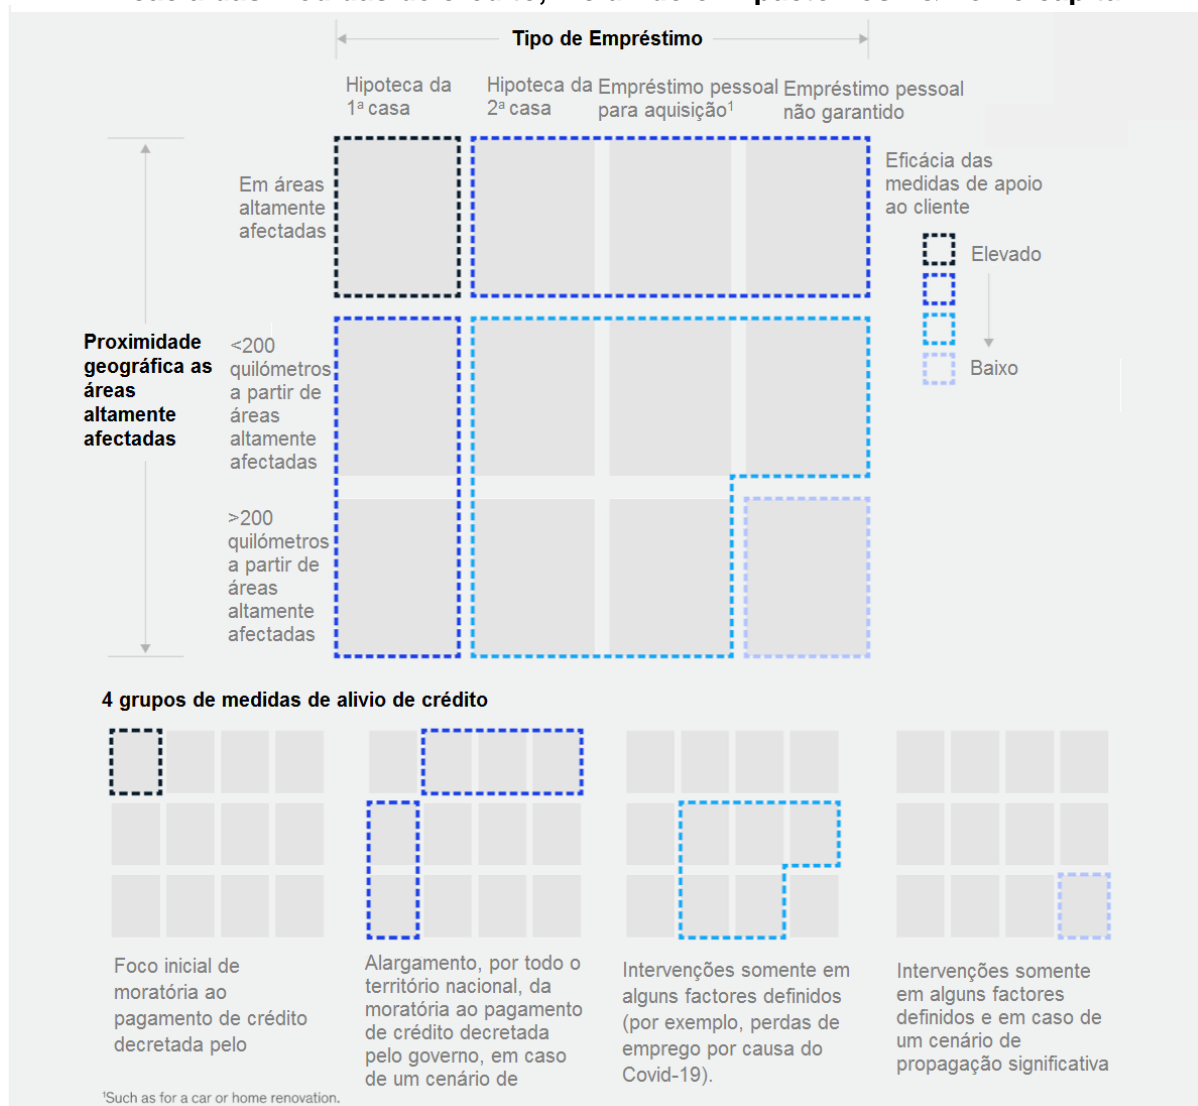 Tipo de Empréstimo
Hipoteca da
1ª casa
Hipoteca da
2ª casa
Empréstimo pessoal
para aquisição¹
Empréstimo pessoal
não garantido
Em áreas
altamente
afectadas
Eficácia das
medidas de apoio
ao cliente
Elevado
Baixo
Proximidade
geográfica as
áreas
altamente
afectadas
<200
quilómetros
a partir de
áreas
altamente
afectadas
>200
quilómetros
a partir de
áreas
altamente
afectadas
4 grupos de medidas de alivio de crédito
Foco inicial de
moratória ao
pagamento de crédito
decretada pelo
Alargamento, por todo o
território nacional, da
moratória ao pagamento
de crédito decretada
pelo governo, em caso
de um cenário de
Intervenções somente em
alguns factores definidos
(por exemplo, perdas de
emprego por causa do
Covid-19).
Intervenções somente
em alguns factores
definidos e em caso de
um cenário de
propagação significativa
¹Such as for a car or home renovation.